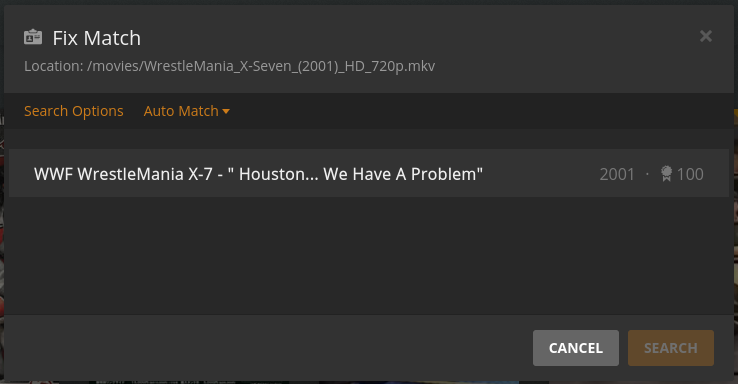 Fix Match
Location: /movies/WrestleMania_X-Seven_(2001)_HD_720p.mkv
Search Options Auto Match
WWF WrestleMania X-7 - " Houston... We Have A Problem" 2001 · 100
CANCEL SEARCH